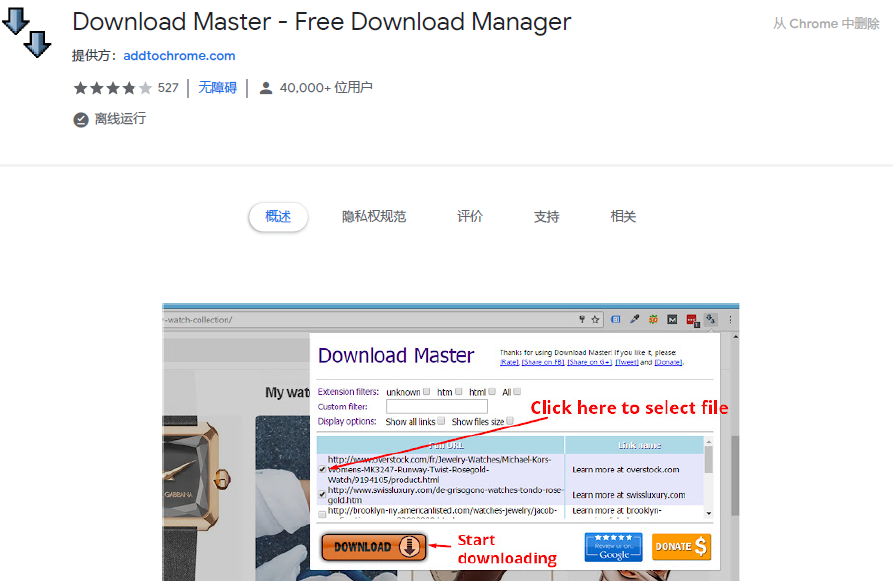 Download Master - Free Download Manager
从 Chrome 中删除
提供方: addtochrome.com
527 无障碍 40,000+ 位用户
离线运行
概述 隐私权规范 评价 支持 相关
-watch-collection/
Download Master
Thanks for using Download Master! If you like it, please:
[Rate], [Share on FB], [Share on G+], [Tweet] and [Donate].
My wat
Extension filters: unknown htm html All
Custom filter:
Click here to select file
Display options: Show all links Show files size
Full URL Link name
http://www.overstock.com/fr/Jewelry-Watches/Michael-Kors-
Womens-MK3247-Runway-Twist-Rosegold-
Watch/9194105/product.html
Learn more at overstock.com
http://www.swissluxury.com/de-grisogono-watches-tondo-rose-
gold.htm
Learn more at swissluxury.com
http://brooklyn-ny.americanlisted.com/watches-jewelry/jacob-
Learn more at brooklyn-
GABBANA
DOWNLOAD
Start
downloading
Review us on...
Google
DONATE $